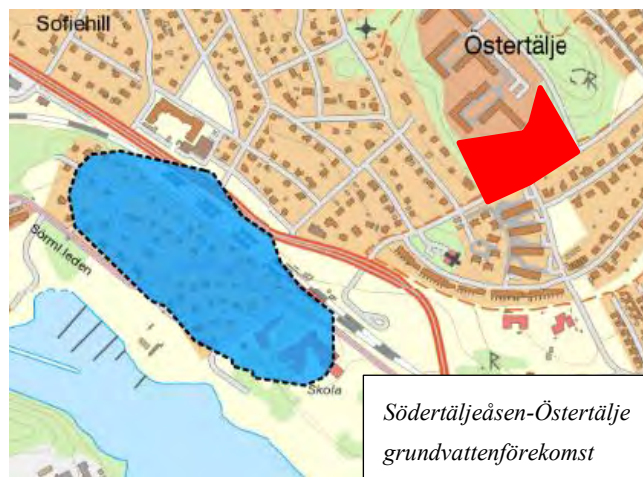 Sofiehill
Östertälje
Sörml.leden
Skola
R
R
Södertäljeåsen-Östertälje
grundvattenförekomst